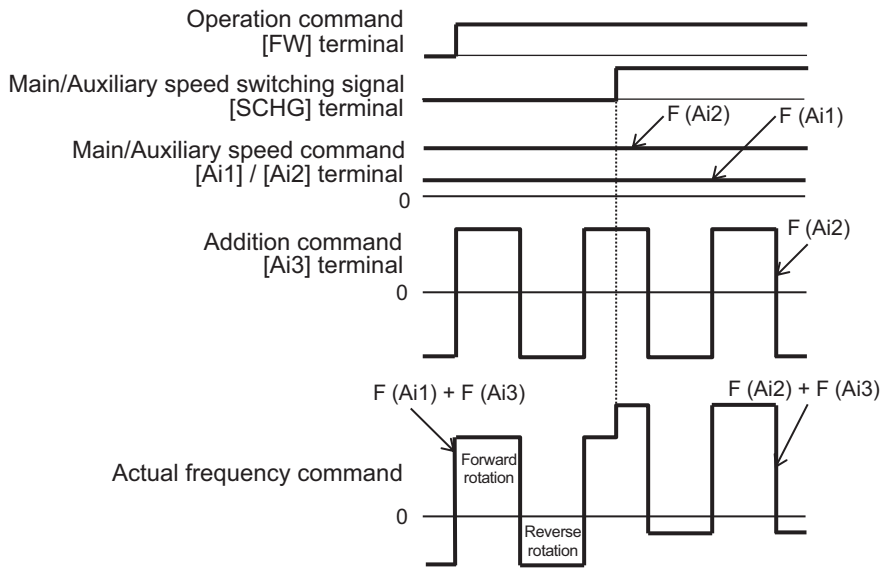 Operation command
[FW] terminal
Main/Auxiliary speed switching signal
[SCHG] terminal
F (Ai2)
F (Ai1)
Main/Auxiliary speed command
[Ai1] / [Ai2] terminal
0
F (Ai2)
Addition command
[Ai3] terminal
0
F (Ai1) + F (Ai3)
F (Ai2) + F (Ai3)
Actual frequency command
Forward
rotation
0
Reverse
rotation